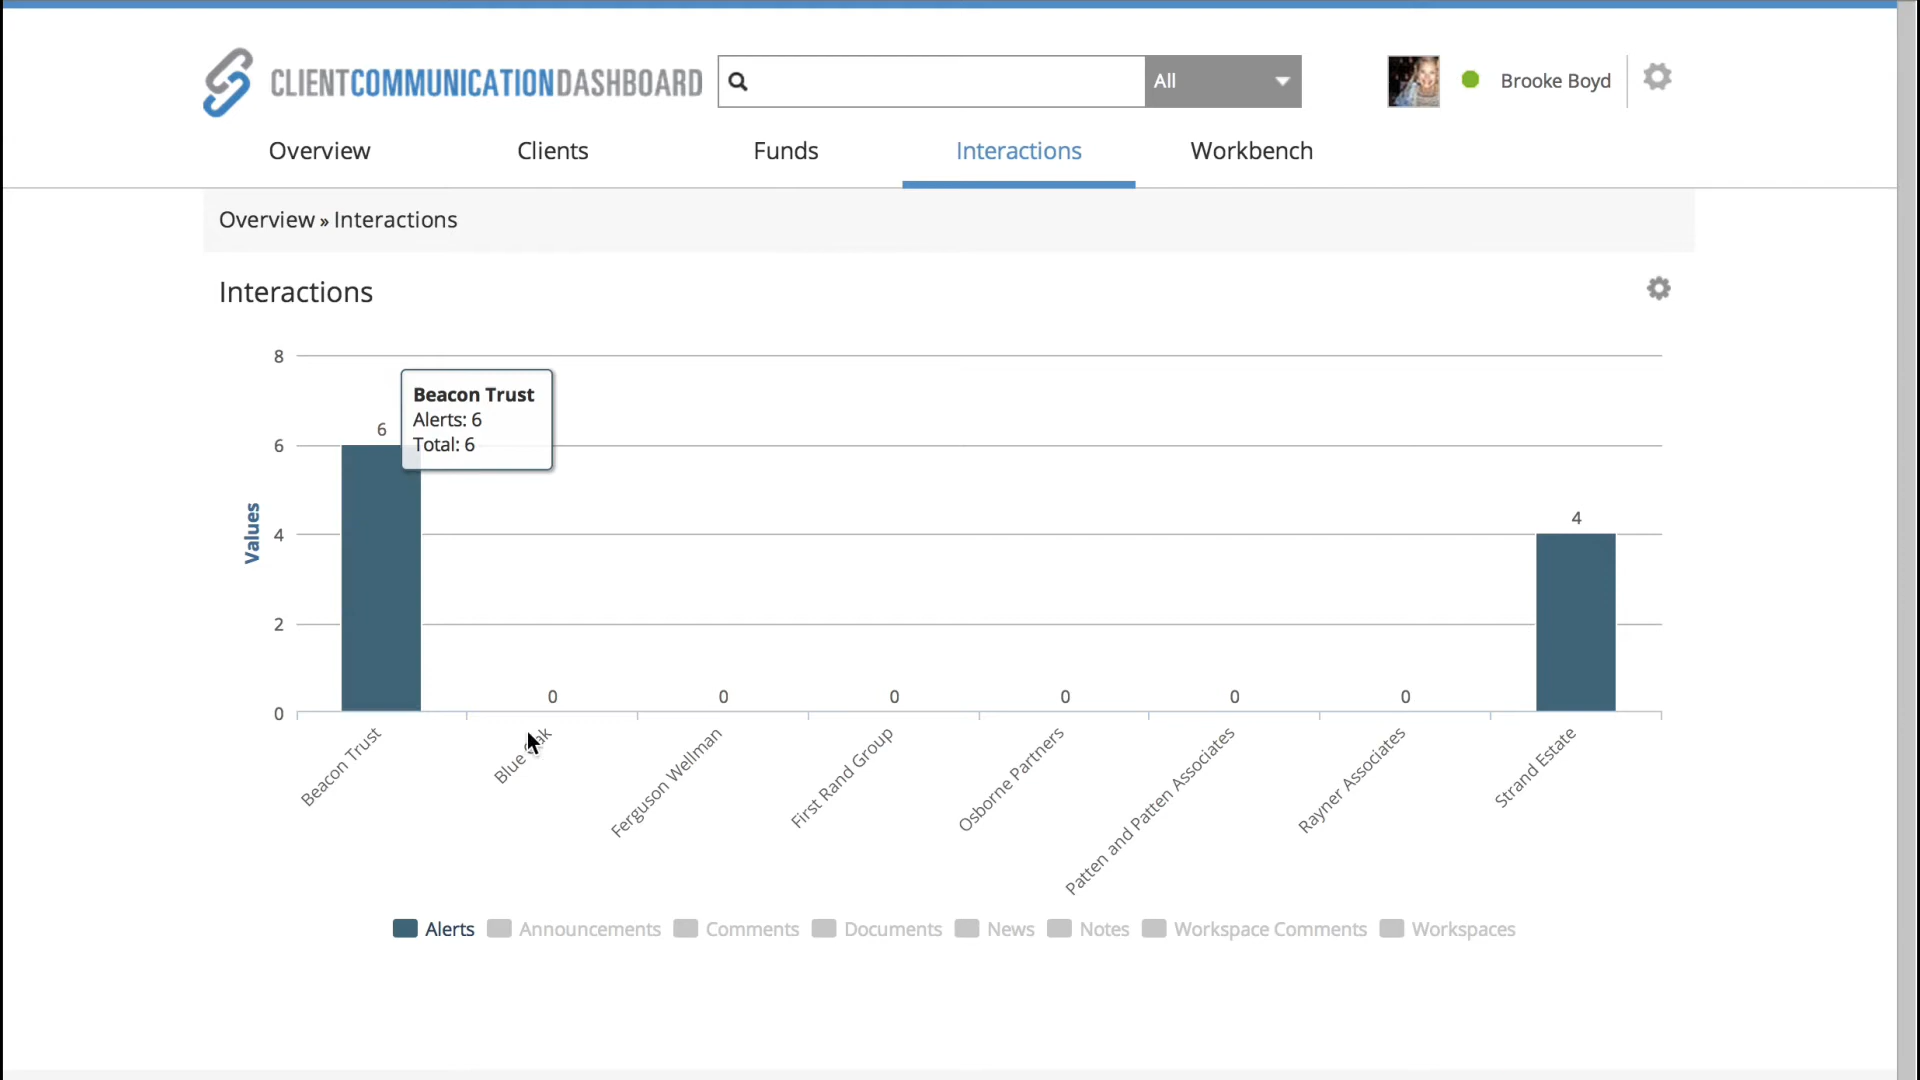 CLIENTCOMMUNICATIONDASHBOARD
All
Brooke Boyd
Overview
Clients
Funds
Interactions
Workbench
Overview » Interactions
Interactions
8
Beacon Trust
Alerts: 6
Total: 6
6
6
Values
4
4
2
0
0
0
0
0
0
0
Beacon Trust
Blue
Ferguson Wellman
First Rand Group
Osborne Partners
Patten and Patten Associates
Rayner Associates
Strand Estate
Alerts Announcements Comments Documents News Notes Workspace Comments Workspaces